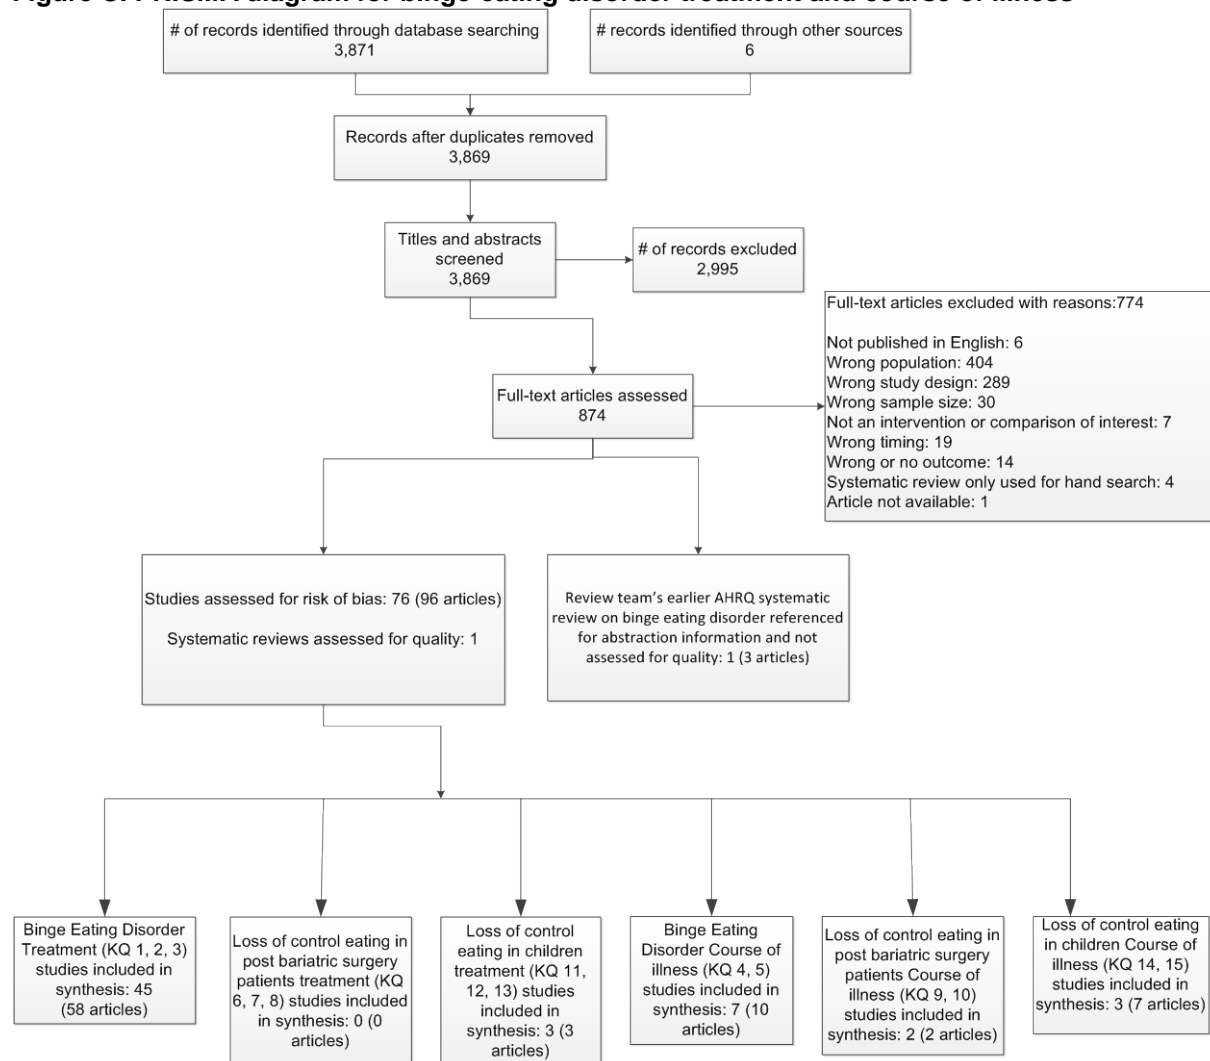 Figure C. PRISMA diagram for binge-eating disorder treatment and course of illness
# of records identified through database searching
3,871
# records identified through other sources
6
Records after duplicates removed
3,869
Titles and abstracts
screened
3,869
# of records excluded
2,995
Full-text articles excluded with reasons:774
Not published in English: 6
Wrong population: 404
Wrong study design: 289
Wrong sample size: 30
Not an intervention or comparison of interest: 7
Wrong timing: 19
Wrong or no outcome: 14
Systematic review only used for hand search: 4
Article not available: 1
Full-text articles assessed
874
Studies assessed for risk of bias: 76 (96 articles)
Systematic reviews assessed for quality: 1
Review team's earlier AHRQ systematic
review on binge eating disorder referenced
for abstraction information and not
assessed for quality: 1 (3 articles)
Binge Eating Disorder
Treatment (KQ 1, 2, 3)
studies included in
synthesis: 45
(58 articles)
Loss of control eating in
post bariatric surgery
patients treatment (KQ
6, 7, 8) studies included
in synthesis: 0 (0
articles)
Loss of control
eating in children
treatment (KQ 11,
12, 13) studies
included in
synthesis: 3 (3
articles)
Binge Eating
Disorder Course of
illness (KQ 4, 5)
studies included in
synthesis: 7 (10
articles)
Loss of control eating in
post bariatric surgery
patients Course of
illness (KQ 9, 10)
studies included in
synthesis: 2 (2 articles)
Loss of control eating
in children Course of
illness (KQ 14, 15)
studies included in
synthesis: 3 (7 articles)